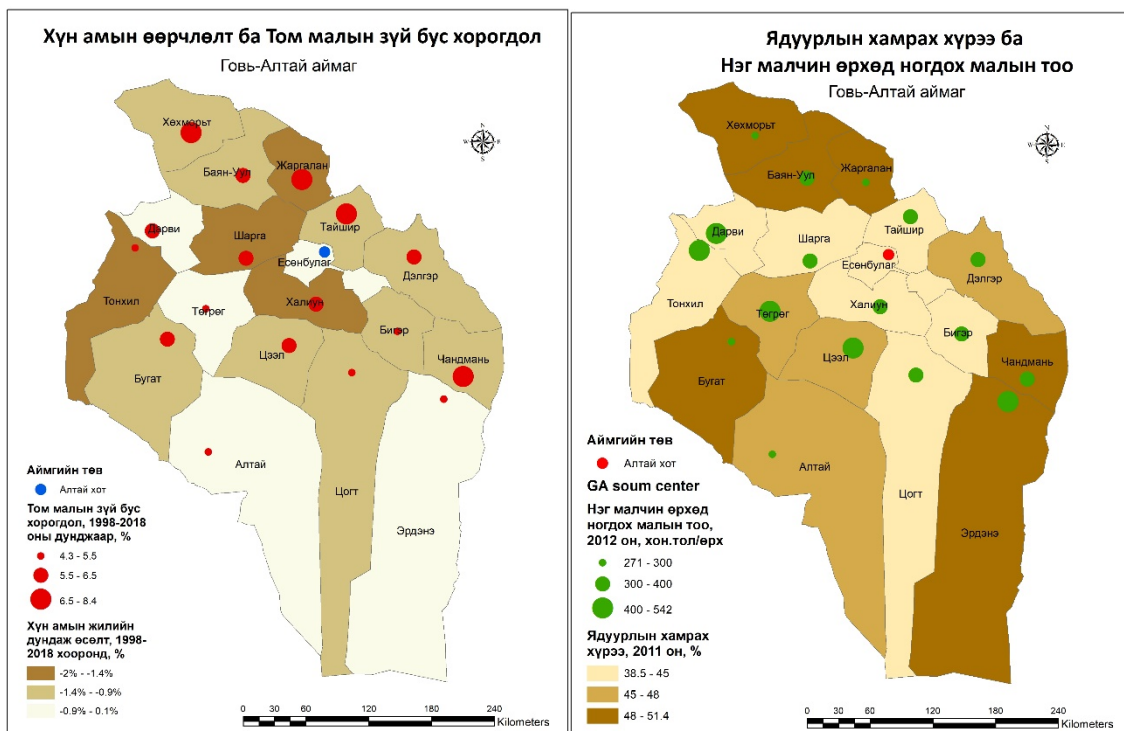 Хүн амын өөрчлөлт ба Том малын зүй бус хорогдол
Говь-Алтай аймаг
N
W E
S
Хөхморьт
Баян-Уул
Жаргалан
Дарви
Шарга
Тайшир
Есөнбулаг
Дэлгэр
Тонхил
Төгрөг
Халиун
Бигэр
Цээл
Чандмань
Бугат
Алтай
Цогт
Эрдэнэ
Аймгийн төв
Алтай хот
Том малын зүй бус
хорогдол, 1998-2018
оны дунджаар, %
4.3 - 5.5
5.5 - 6.5
6.5 - 8.4
Хүн амын жилийн
дундаж өсөлт, 1998-
2018 хооронд, %
-2% - -1.4%
-1.4% - -0.9%
-0.9% - 0.1%
0 30 60 120 180 240
Kilometers
Ядуурлын хамрах хүрээ ба
Нэг малчин өрхөд ногдох малын тоо
Говь-Алтай аймаг
N
W E
S
Хөхморьт
Баян-Уул
Жаргалан
Дарви
Шарга
Тайшир
Есөнбулаг
Дэлгэр
Тонхил
Төгрөг
Халиун
Бигэр
Цээл
Чандмань
Бугат
Алтай
Цогт
Эрдэнэ
Аймгийн төв
Алтай хот
GA soum center
Нэг малчин өрхөд
ногдох малын тоо,
2012 он, хон.тол/өрх
271 - 300
300 - 400
400 - 542
Ядуурлын хамрах
хүрээ, 2011 он, %
38.5 - 45
45 - 48
48 - 51.4
0 30 60 120 180 240
Kilometers